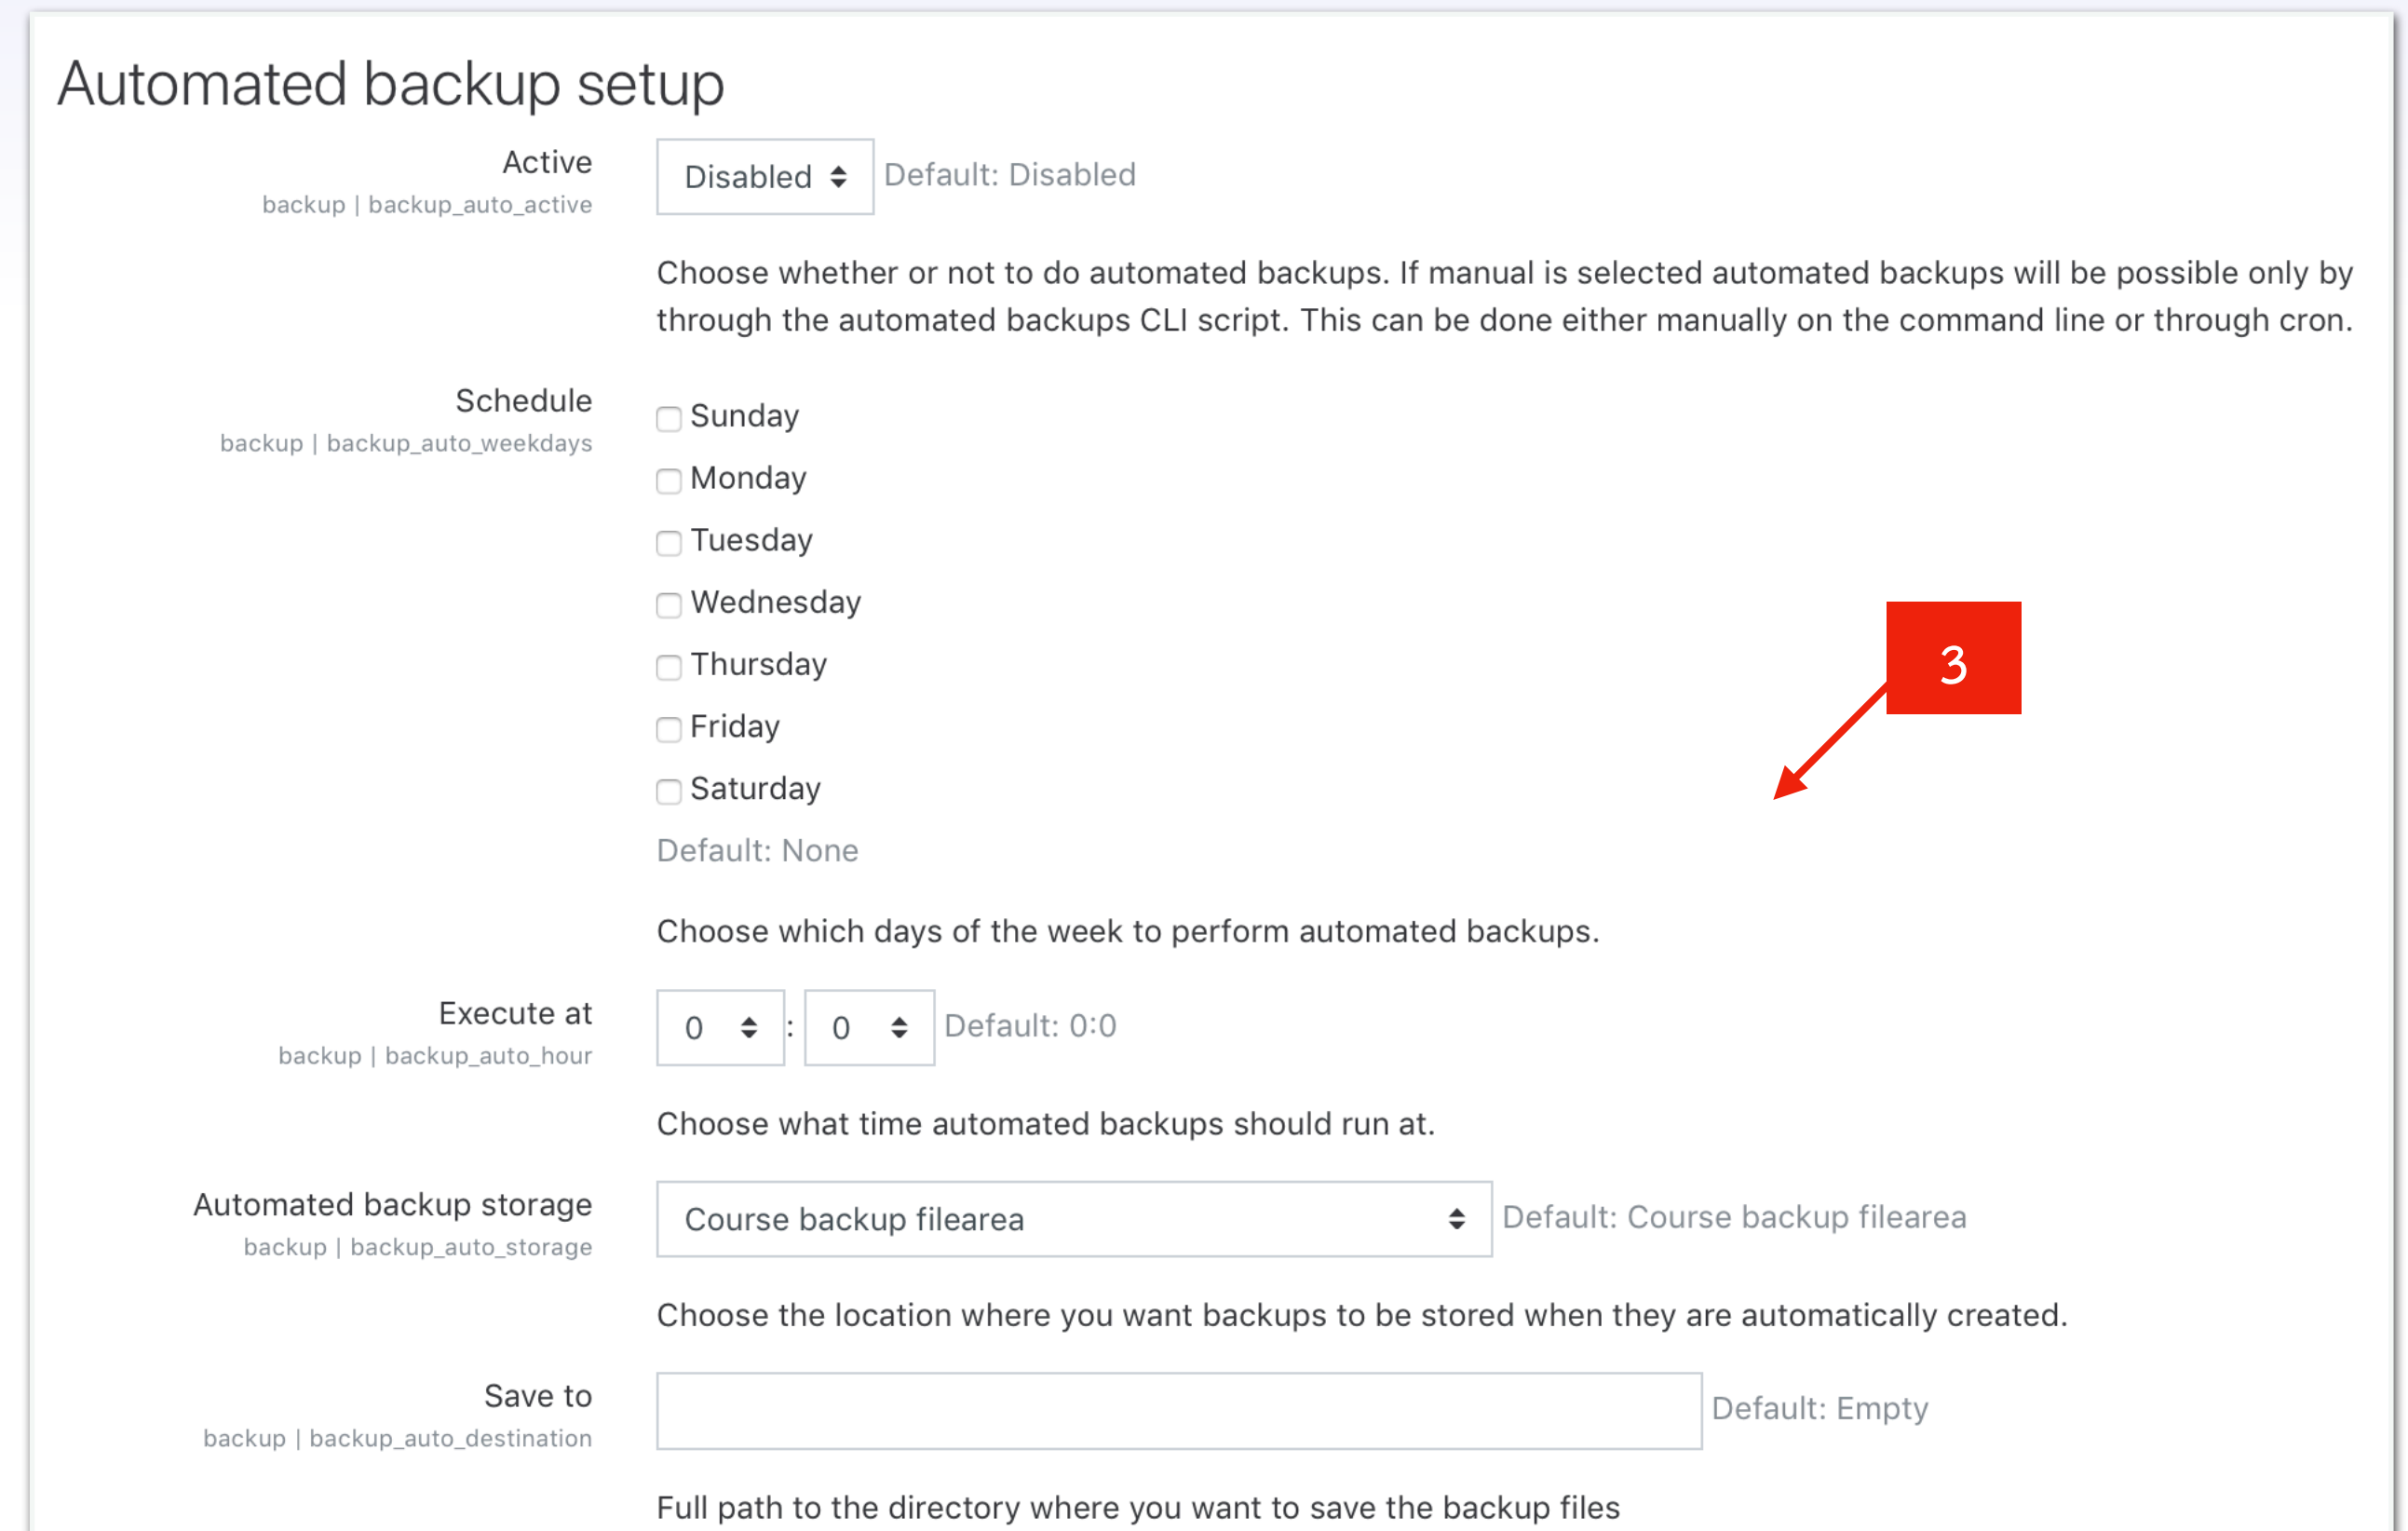 Automated backup setup
Active
Disabled Default: Disabled
backup | backup_auto_active
Choose whether or not to do automated backups. If manual is selected automated backups will be possible only by
through the automated backups CLI script. This can be done either manually on the command line or through cron.
Schedule
backup | backup_auto_weekdays
Sunday
Monday
Tuesday
Wednesday
Thursday
3
Friday
Saturday
Default: None
Choose which days of the week to perform automated backups.
Execute at
backup | backup_auto_hour
0 : 0 Default: 0:0
Choose what time automated backups should run at.
Automated backup storage
backup | backup_auto_storage
Course backup filearea Default: Course backup filearea
Choose the location where you want backups to be stored when they are automatically created.
Save to
backup | backup_auto_destination
Default: Empty
Full path to the directory where you want to save the backup files